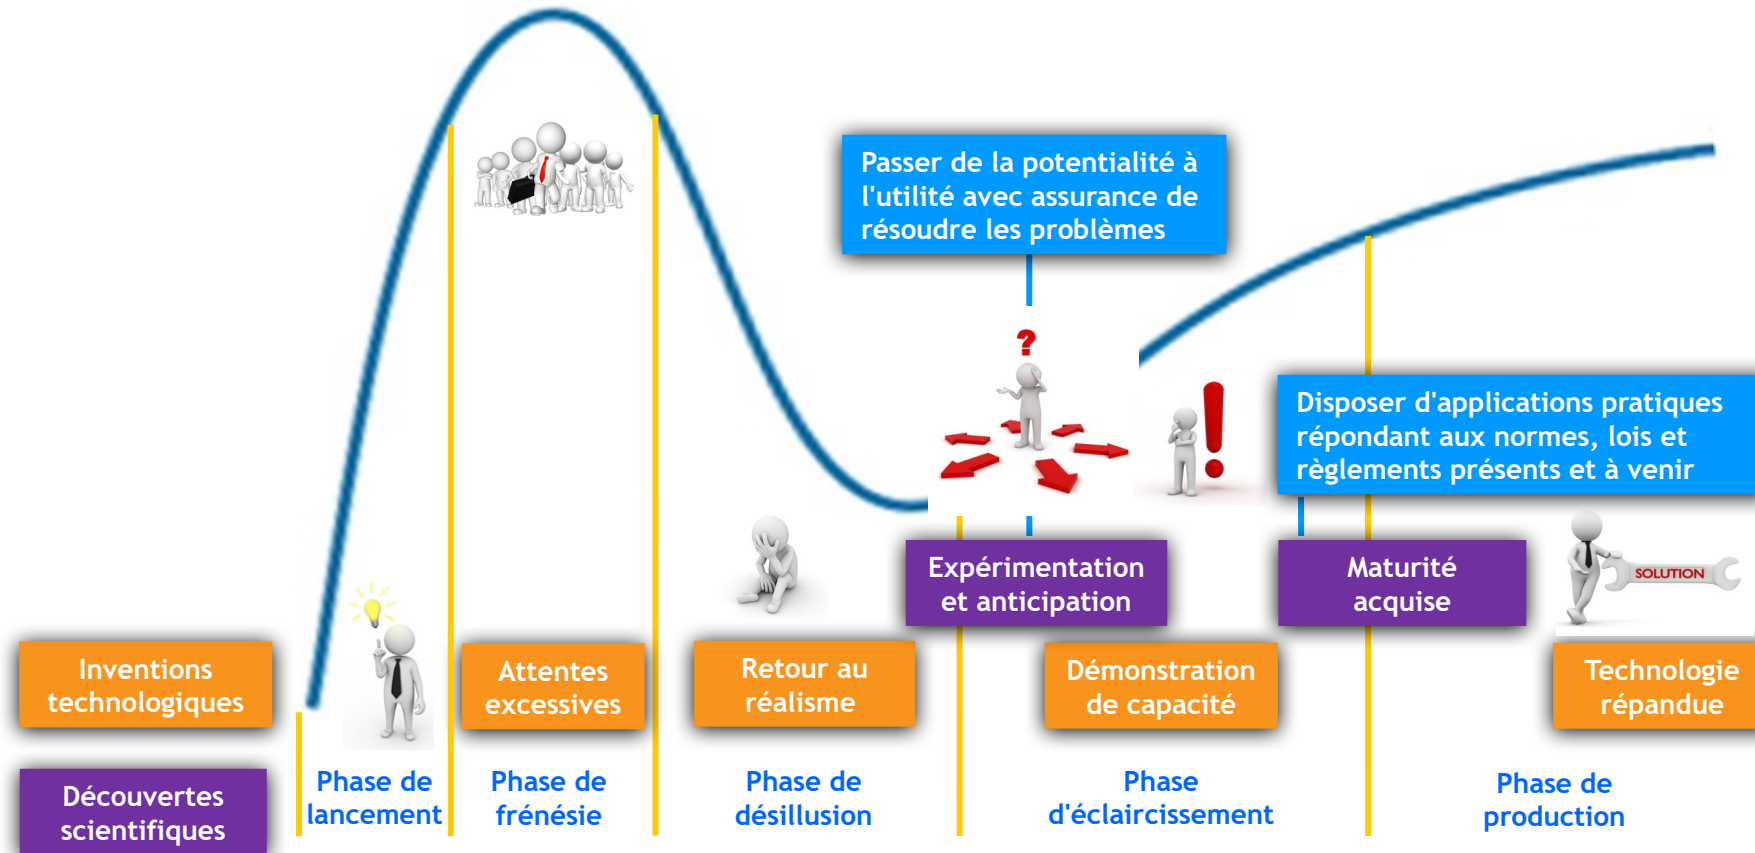 Passer de la potentialité à
l'utilité avec assurance de
résoudre les problèmes
?
Disposer d'applications pratiques
répondant aux normes, lois et
règlements présents et à venir
!
Expérimentation
et anticipation
Maturité
acquise
SOLUTION
Inventions
technologiques
Attentes
excessives
Retour au
réalisme
Démonstration
de capacité
Technologie
répandue
Découvertes
scientifiques
Phase de
lancement
Phase de
frénésie
Phase de
désillusion
Phase
d'éclaircissement
Phase de
production